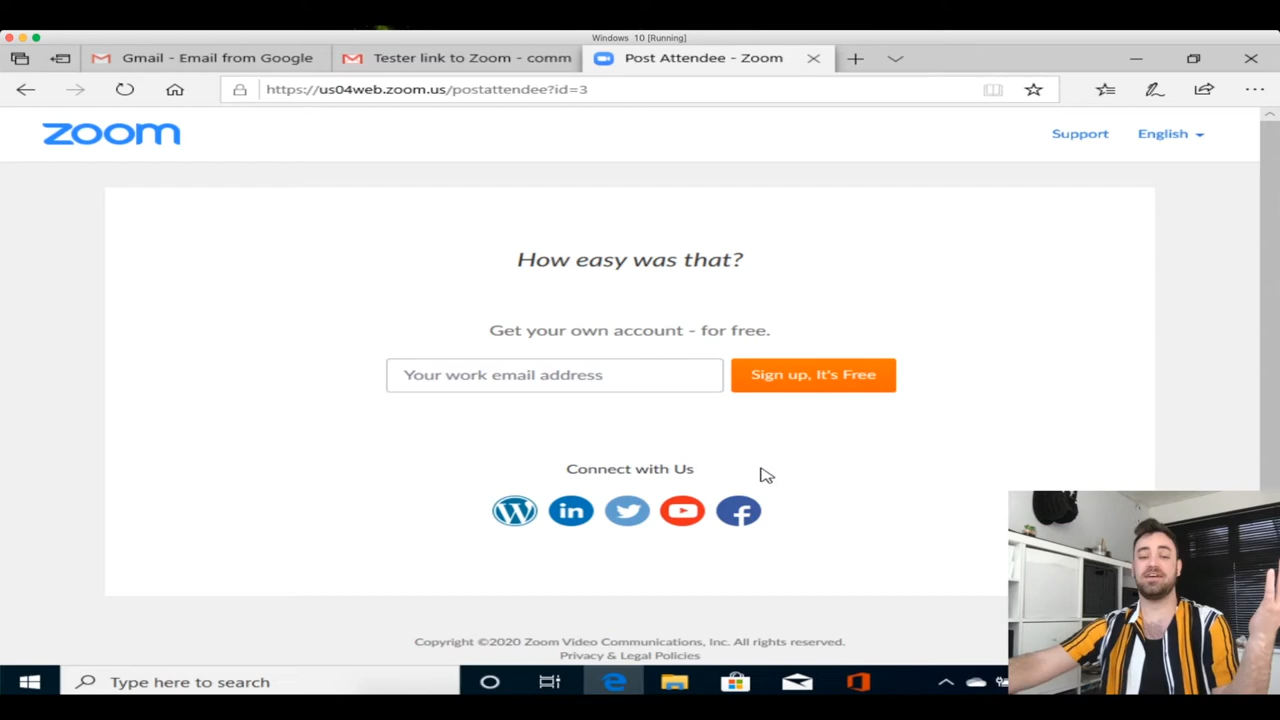 Windows 10 [Running]
Gmail - Email from Google
Tester link to Zoom - comm
Post Attendee - Zoom
https://us04web.zoom.us/postattendee?id=3
zoom
Support
English
How easy was that?
Get your own account - for free.
Your work email address
Sign up, It's Free
Connect with Us
Copyright ©2020 Zoom Video Communications, Inc. All rights reserved.
Privacy & Legal Policies
Type here to search